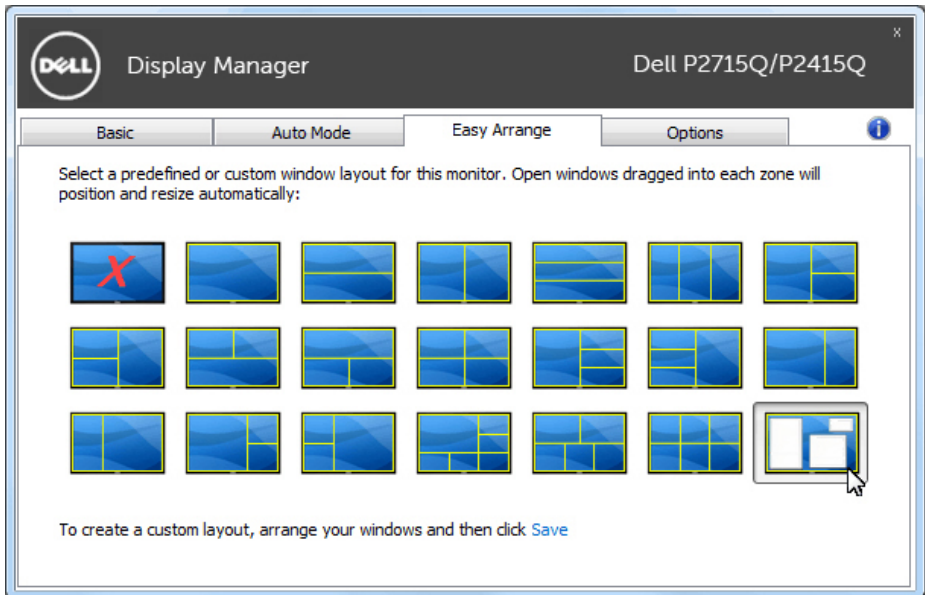 DELL
Display Manager
Dell P2715Q/P2415Q
x
Basic
Auto Mode
Easy Arrange
Options
i
Select a predefined or custom window layout for this monitor. Open windows dragged into each zone will
position and resize automatically:
X
To create a custom layout, arrange your windows and then click Save